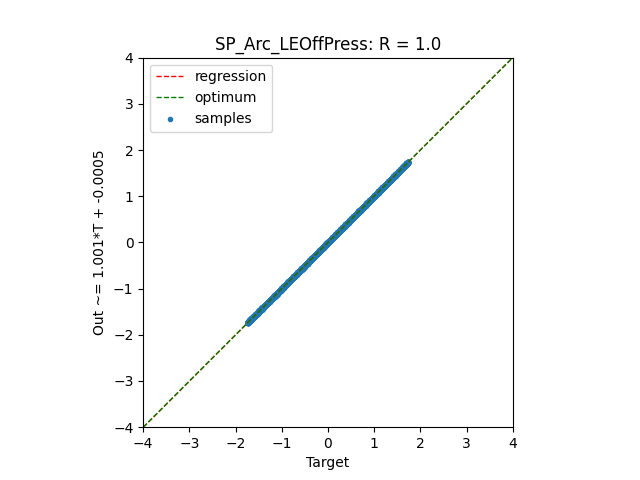 SP_Arc_LEOffPress: R = 1.0
regression
optimum
samples
4
3
2
1
0
−1
−2
−3
−4
Out ~= 1.001*T + -0.0005
−4 −3 −2 −1 0 1 2 3 4
Target